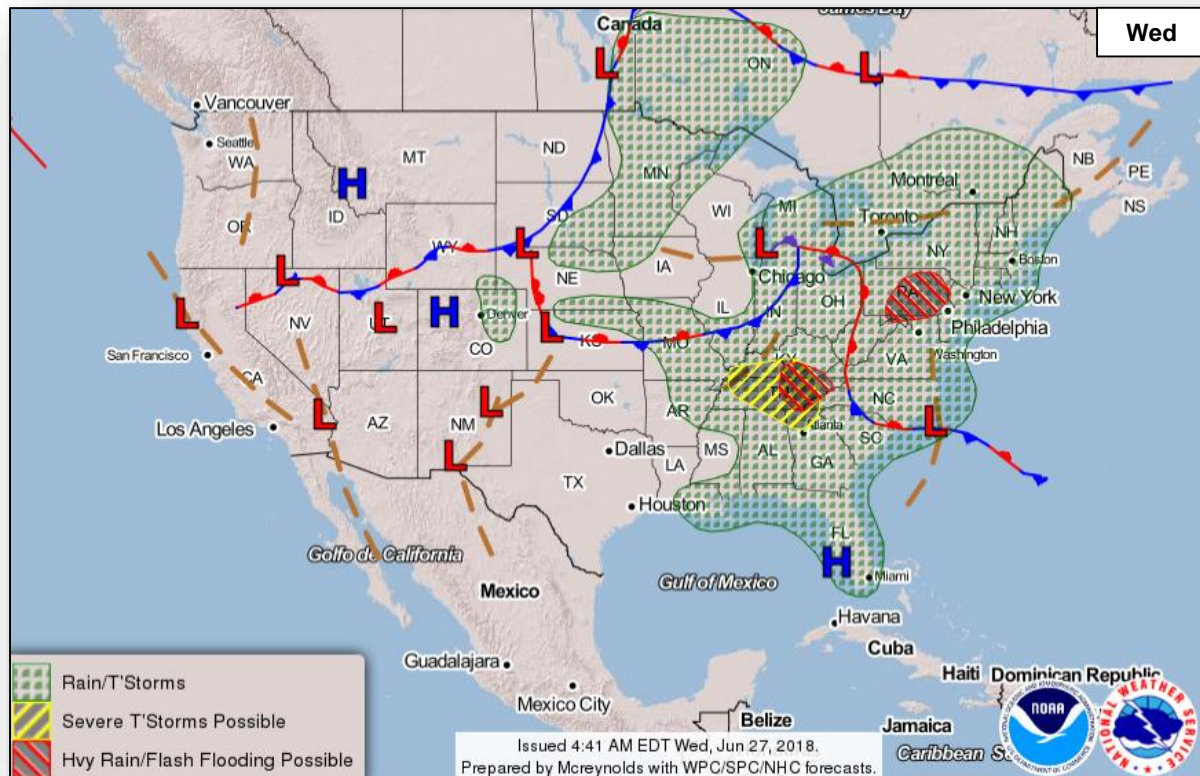 Canada
James Bay
Wed
ON
Vancouver
Seattle
WA
MT
ND
MN
NB
PE
NS
Montréal
OR
ID
SD
WI
MI
Toronto
NH
NY
WY
Boston
NE
IA
Chicago
New York
PA
Philadelphia
NV
UT
Denver
CO
IL
IN
OH
San Francisco
KS
MO
KY
VA
Washington
CA
Los Angeles
AZ
NM
OK
AR
TN
NC
Atlanta
SC
Dallas
MS
AL
GA
LA
TX
Houston
FL
Miami
H
H
H
L
L
L
L
L
L
L
L
L
L
L
L
L
Golfo de California
Gulf of Mexico
Mexico
Havana
Cuba
Guadalajara
Mexico City
Haiti
Dominican Republic
Belize
Jamaica
Caribbean
Rain/T'Storms
Severe T'Storms Possible
Hvy Rain/Flash Flooding Possible
Issued 4:41 AM EDT Wed, Jun 27, 2018.
Prepared by Mcreynolds with WPC/SPC/NHC forecasts.
NOAA
NATIONAL WEATHER SERVICE